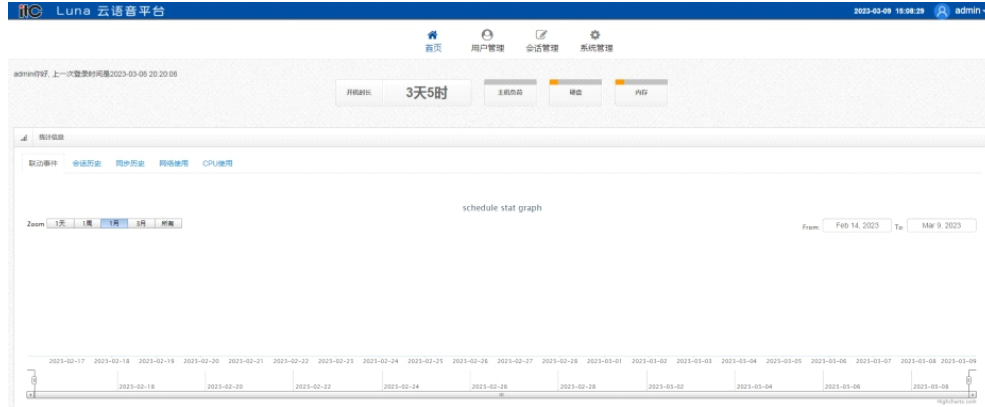 itc Luna 云语音平台 2023-03-09 15:08:29 admin
首页 用户管理 会话管理 系统管理
admin你好, 上一次登录时间是2023-03-06 20:20:06
开机时长 3天5时 主机负荷 硬盘 内存
统计信息
联动事件 会话历史 同步历史 网络使用 CPU使用
schedule stat graph
Zoom 1天 1周 1月 3月 所有 From: Feb 14, 2023 To: Mar 9, 2023
2023-02-17 2023-02-18 2023-02-19 2023-02-20 2023-02-21 2023-02-22 2023-02-23 2023-02-24 2023-02-25 2023-02-26 2023-02-27 2023-02-28 2023-03-01 2023-03-02 2023-03-03 2023-03-04 2023-03-05 2023-03-06 2023-03-07 2023-03-08 2023-03-09
2023-02-18 2023-02-20 2023-02-22 2023-02-24 2023-02-26 2023-02-28 2023-03-02 2023-03-04 2023-03-06 2023-03-08
Highcharts.com